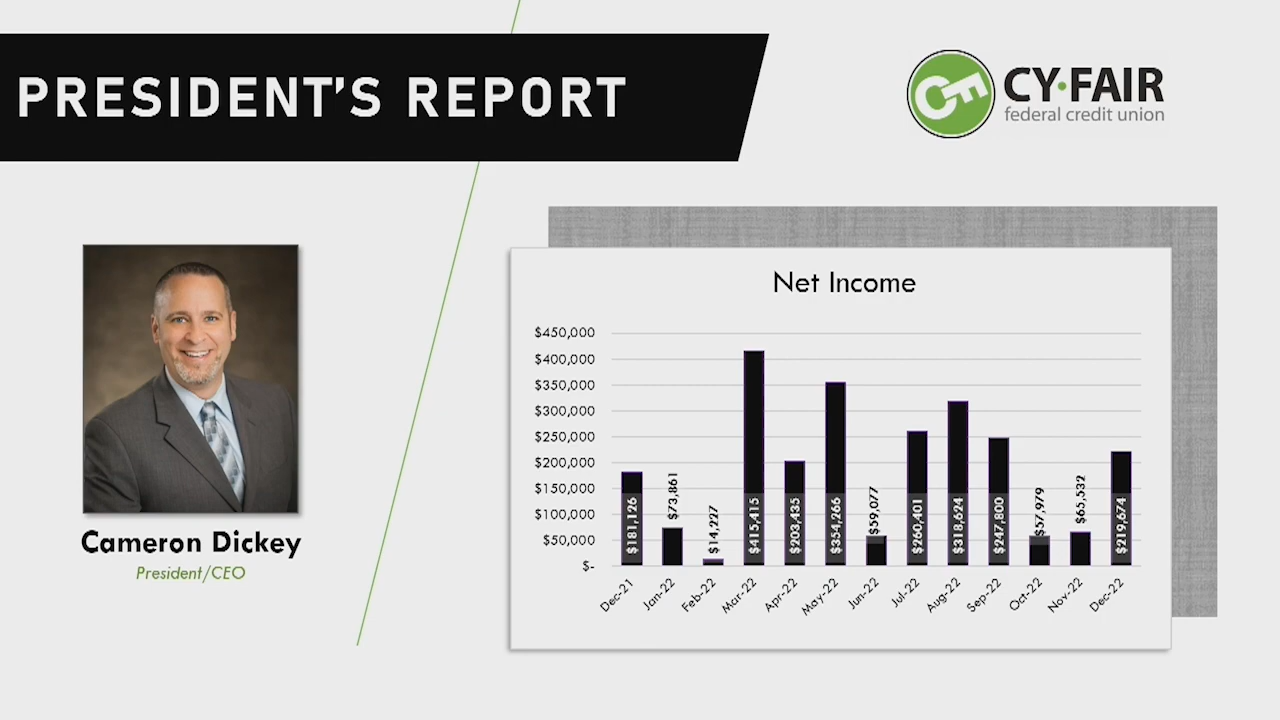 PRESIDENT'S REPORT
CF
CY·FAIR
federal credit union
Cameron Dickey
President/CEO
Net Income
$450,000
$400,000
$350,000
$300,000
$250,000
$200,000
$150,000
$100,000
$50,000
$-
$181,126
$73,861
$14,227
$415,415
$203,435
$354,266
$59,077
$260,401
$318,624
$247,800
$57,979
$65,532
$219,674
Dec-21
Jan-22
Feb-22
Mar-22
Apr-22
May-22
Jun-22
Jul-22
Aug-22
Sep-22
Oct-22
Nov-22
Dec-22